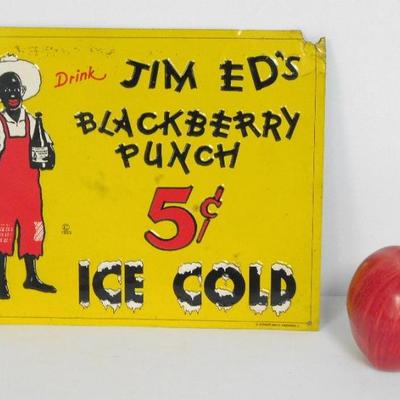 Drink JIM ED'S
BLACKBERRY
PUNCH
5¢
ICE COLD